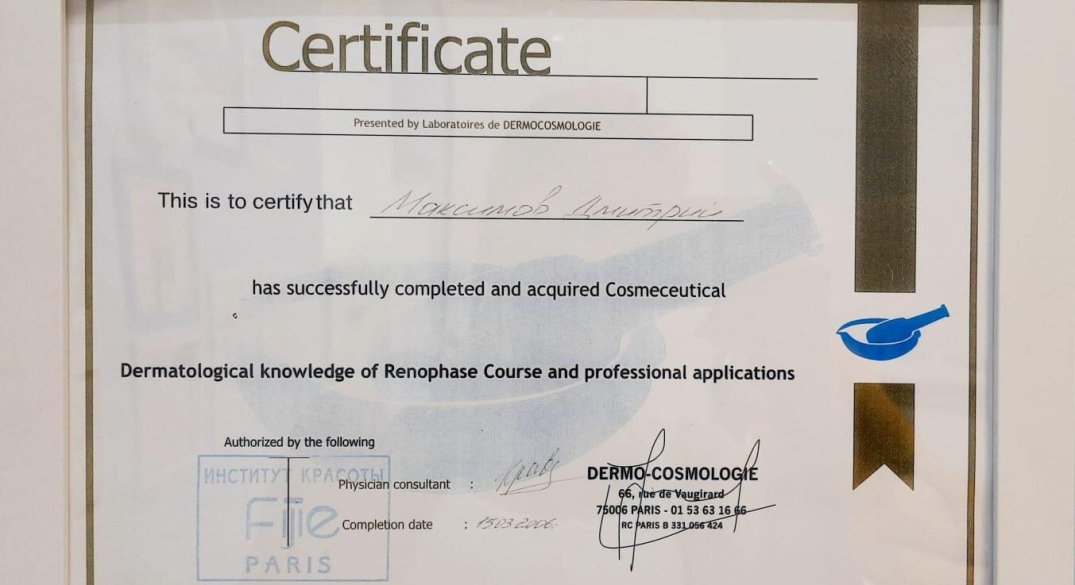 Certificate
Presented by Laboratoires de DERMOCOSMOLOGIE
This is to certify that Максимов Дмитрий
has successfully completed and acquired Cosmeceutical
Dermatological knowledge of Renophase Course and professional applications
Authorized by the following
ИНСТИТУТ КРАСОТЫ
PARIS
Physician consultant :
Completion date : 15.03.2006.
DERMO-COSMOLOGIE
66, rue de Vaugirard
75006 PARIS - 01 53 63 16 66
RC PARIS B 331 056 424